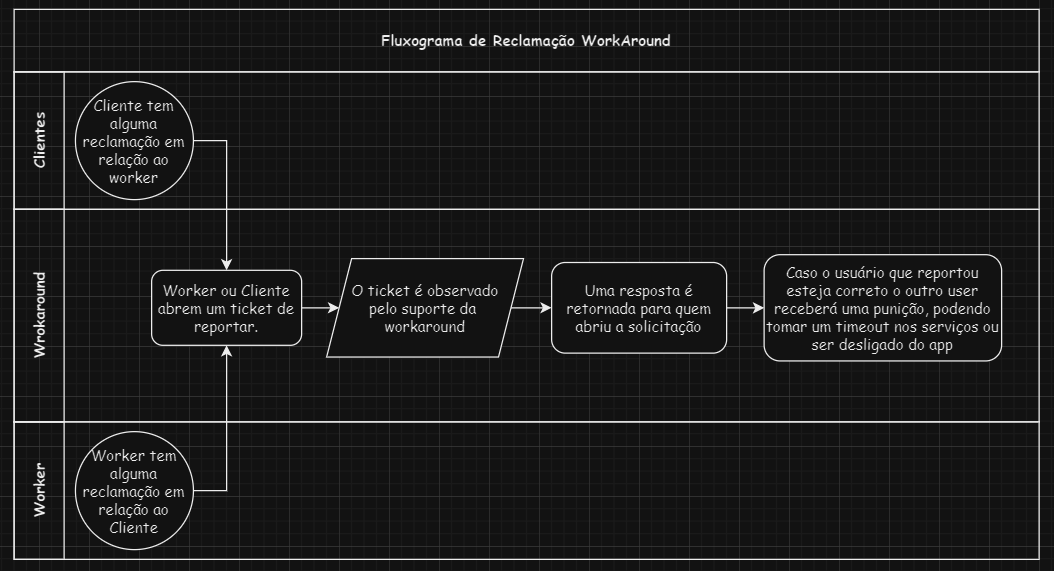 Fluxograma de Reclamação WorkAround
Clientes
Cliente tem
alguma
reclamação em
relação ao
worker
Wrokaround
Worker ou Cliente
abrem um ticket de
reportar.
O ticket é observado
pelo suporte da
workaround
Uma resposta é
retornada para quem
abriu a solicitação
Caso o usuário que reportou
esteja correto o outro user
receberá uma punição, podendo
tomar um timeout nos serviços ou
ser desligado do app
Worker
Worker tem
alguma
reclamação em
relação ao
Cliente